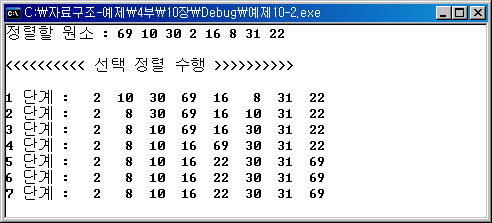 C:\자료구조-예제\4부\10장\Debug\예제10-2.exe
정렬할 원소 : 69 10 30 2 16 8 31 22
<<<<<<<<<< 선택 정렬 수행 >>>>>>>>>>
1 단계 : 2 10 30 69 16 8 31 22
2 단계 : 2 8 30 69 16 10 31 22
3 단계 : 2 8 10 69 16 30 31 22
4 단계 : 2 8 10 16 69 30 31 22
5 단계 : 2 8 10 16 22 30 31 69
6 단계 : 2 8 10 16 22 30 31 69
7 단계 : 2 8 10 16 22 30 31 69